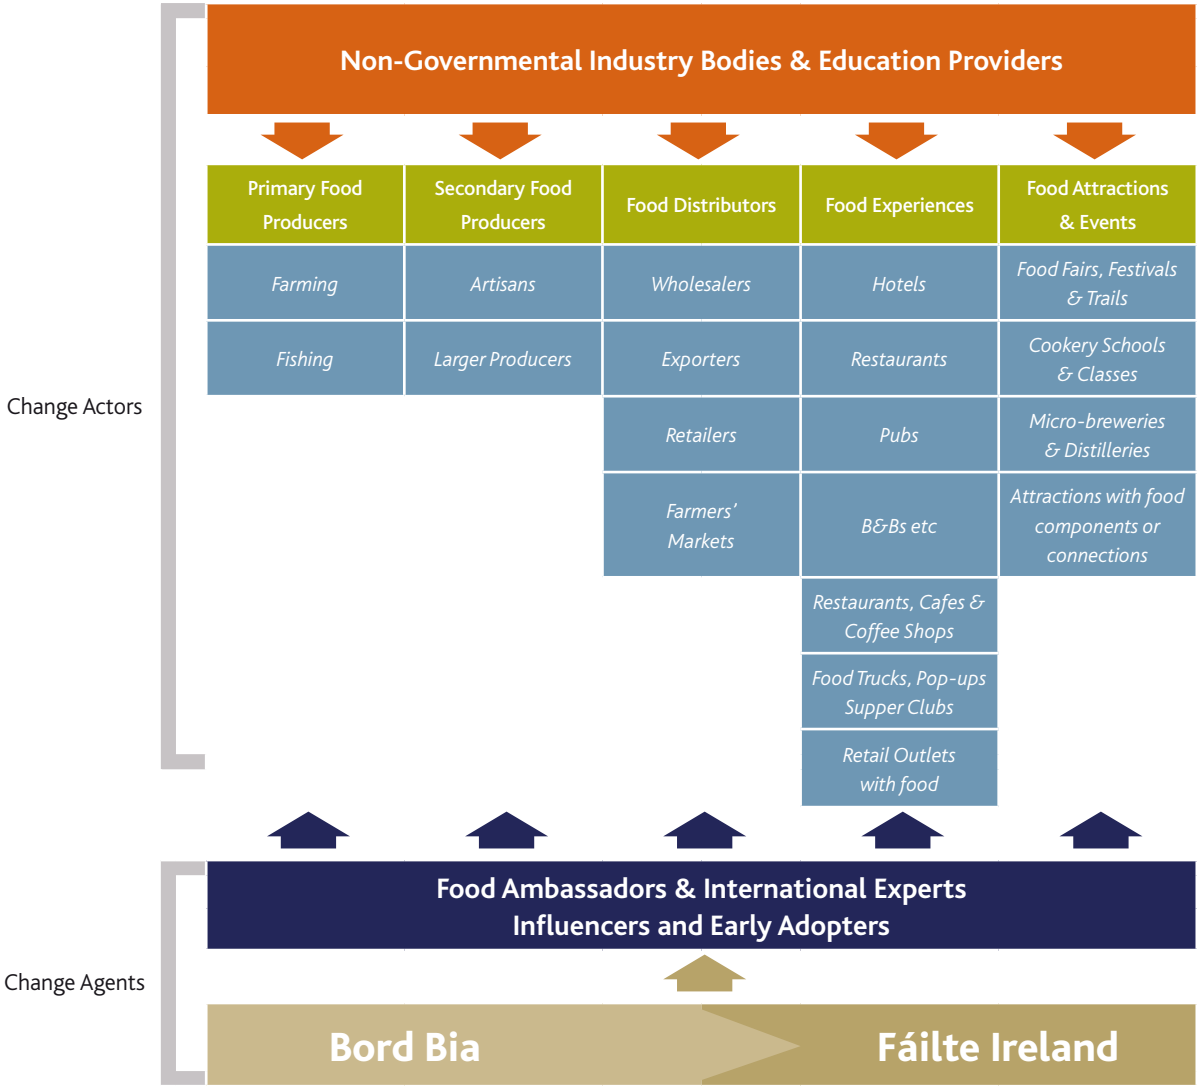 Non-Governmental Industry Bodies & Education Providers
Primary Food
Producers
Secondary Food
Producers
Food Distributors
Food Experiences
Food Attractions
& Events
Farming
Artisans
Wholesalers
Hotels
Food Fairs, Festivals
& Trails
Fishing
Larger Producers
Exporters
Restaurants
Cookery Schools
& Classes
Change Actors
Retailers
Pubs
Micro-breweries
& Distilleries
Farmers’
Markets
B&Bs etc
Attractions with food
components or
connections
Restaurants, Cafes &
Coffee Shops
Food Trucks, Pop-ups
Supper Clubs
Retail Outlets
with food
Food Ambassadors & International Experts
Influencers and Early Adopters
Change Agents
Bord Bia
Fáilte Ireland